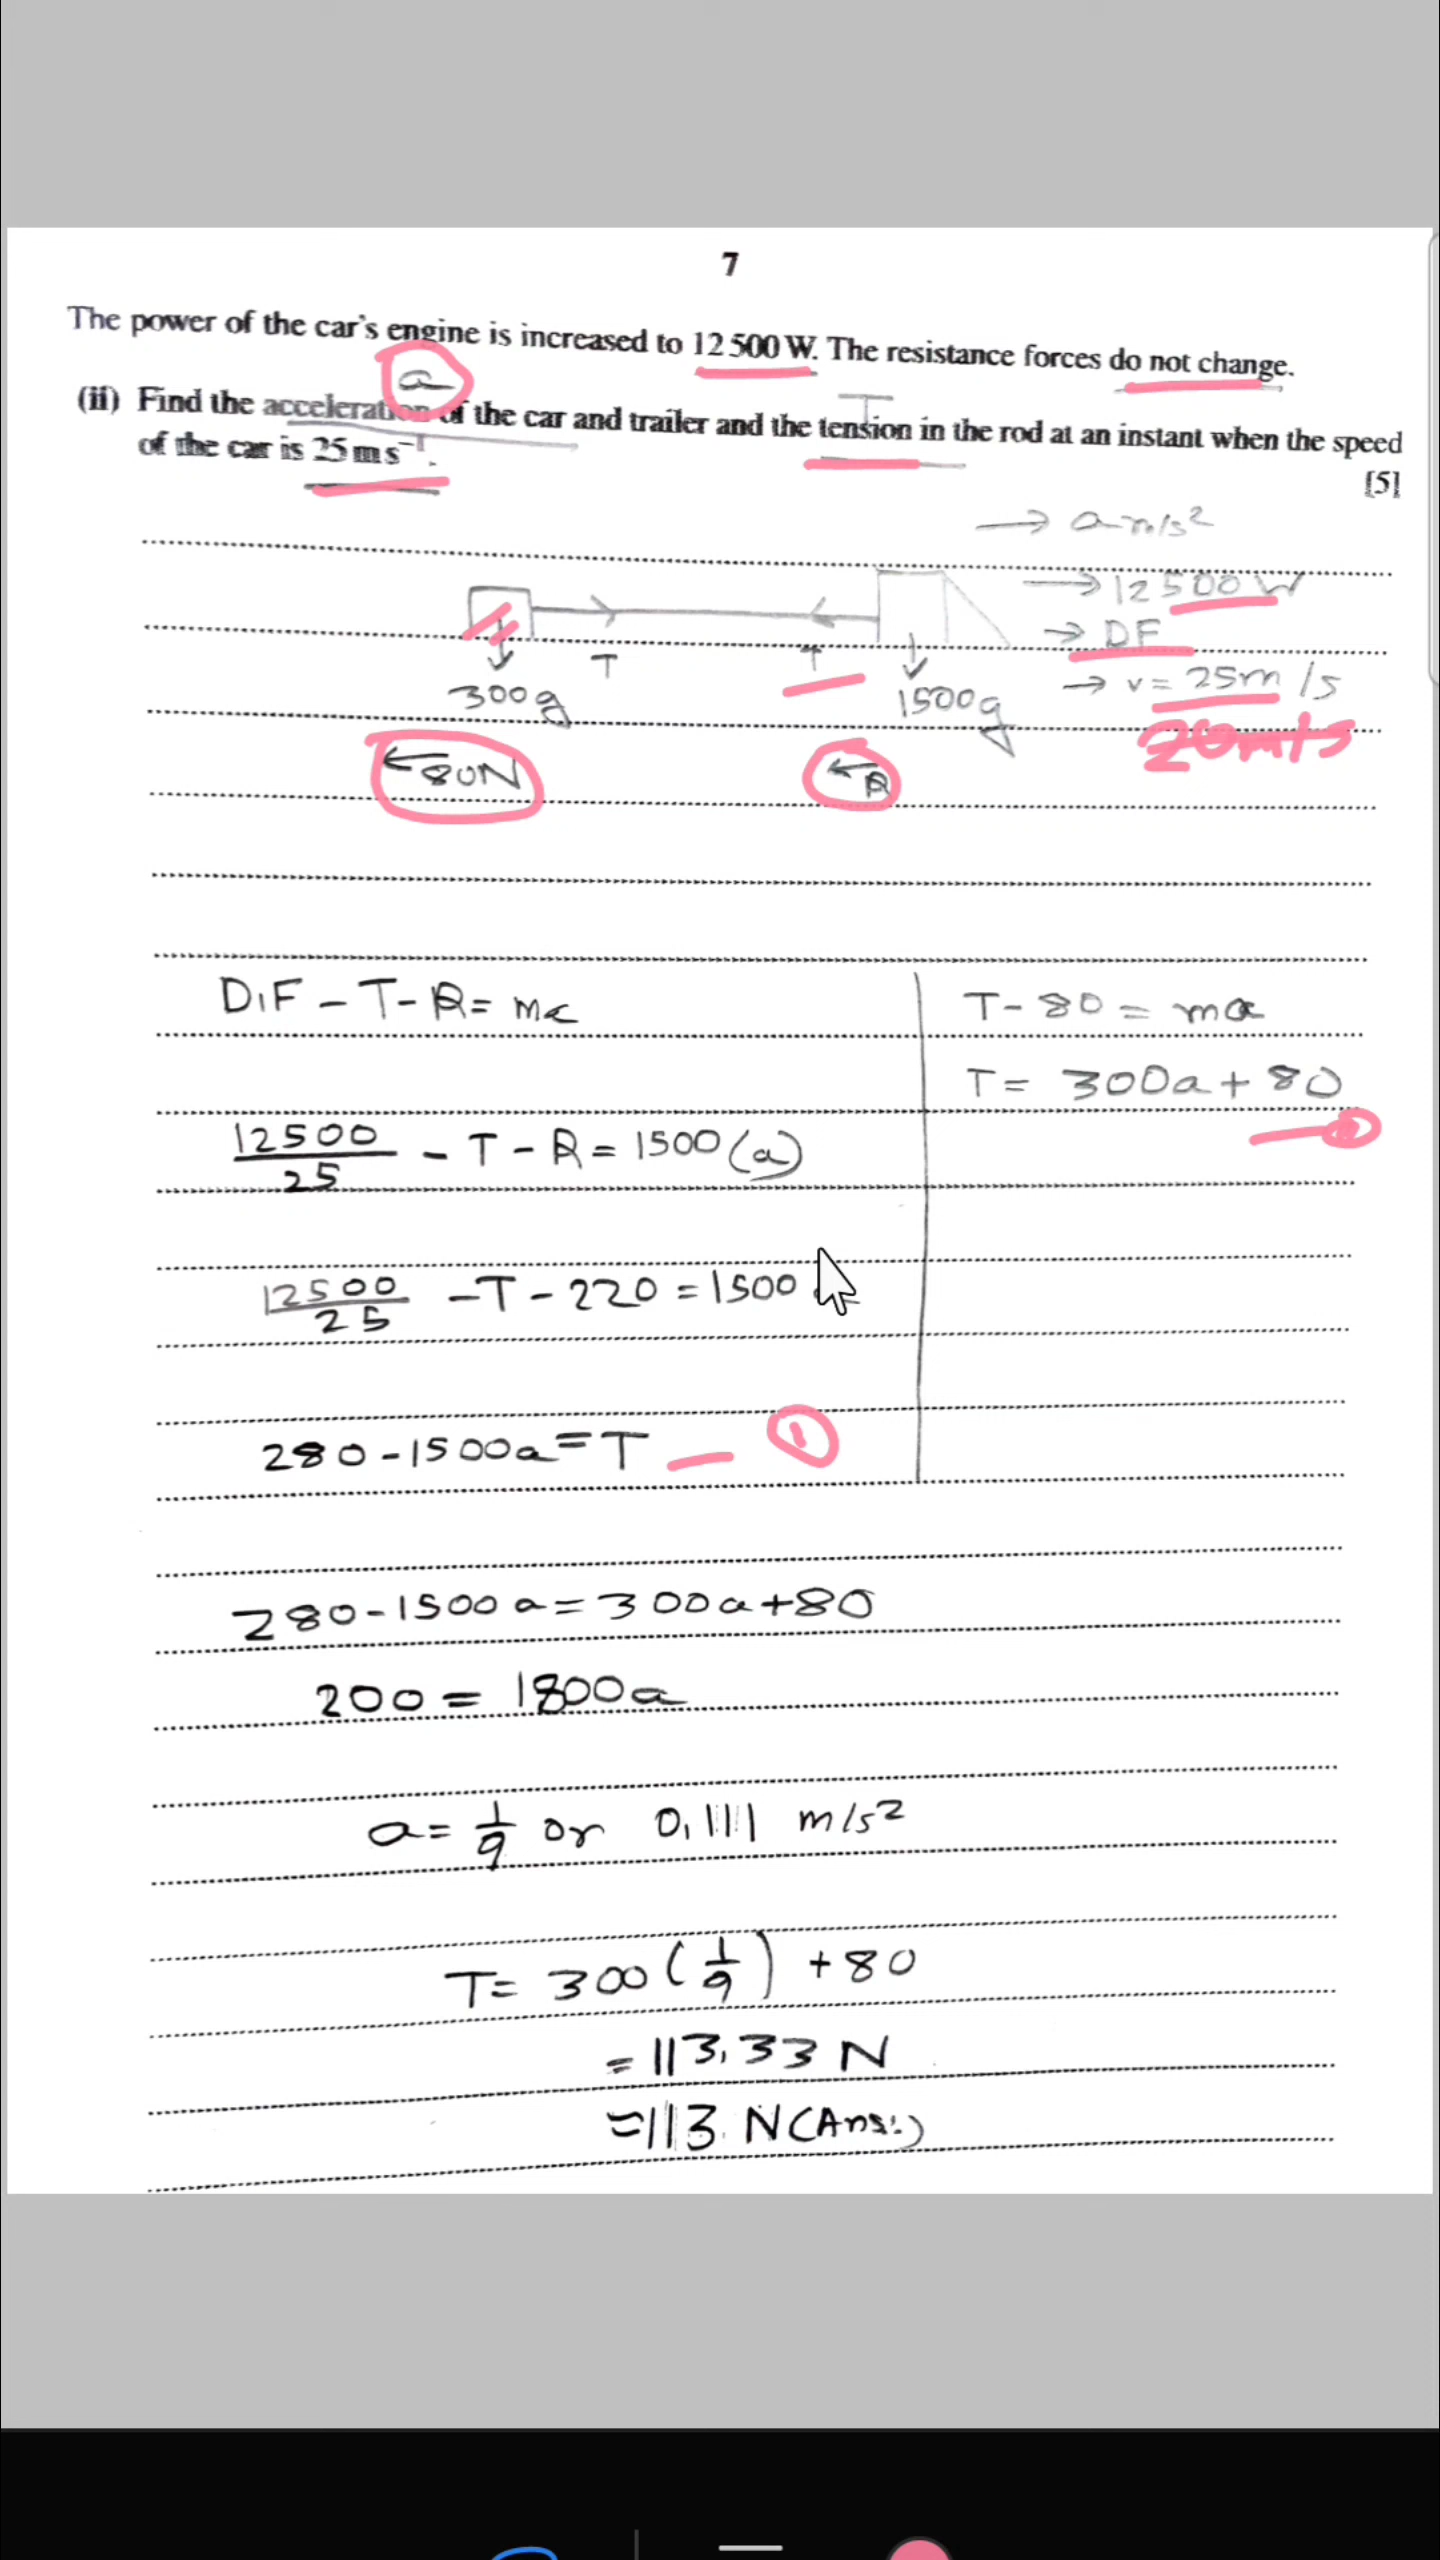 7
The power of the car's engine is increased to 12 500 W. The resistance forces do not change.
a
(ii) Find the acceleration of the car and trailer and the tension in the rod at an instant when the speed
T
of the car is 25 m s⁻¹.
[5]
→ a m/s²
→ 12500 W
→ DF
T T
300g 1500g → v = 25m/s
20m/s
←80N ←R
D.F – T – R = ma
12500/25 – T – R = 1500(a)
12500/25 – T – 220 = 1500
280 – 1500a = T — ①
T – 80 = ma
T = 300a + 80
280 – 1500a = 300a + 80
200 = 1800a
a = 1/9 or 0.1111 m/s²
T = 300(1/9) + 80
= 113.33 N
≈113 N (Ans:)